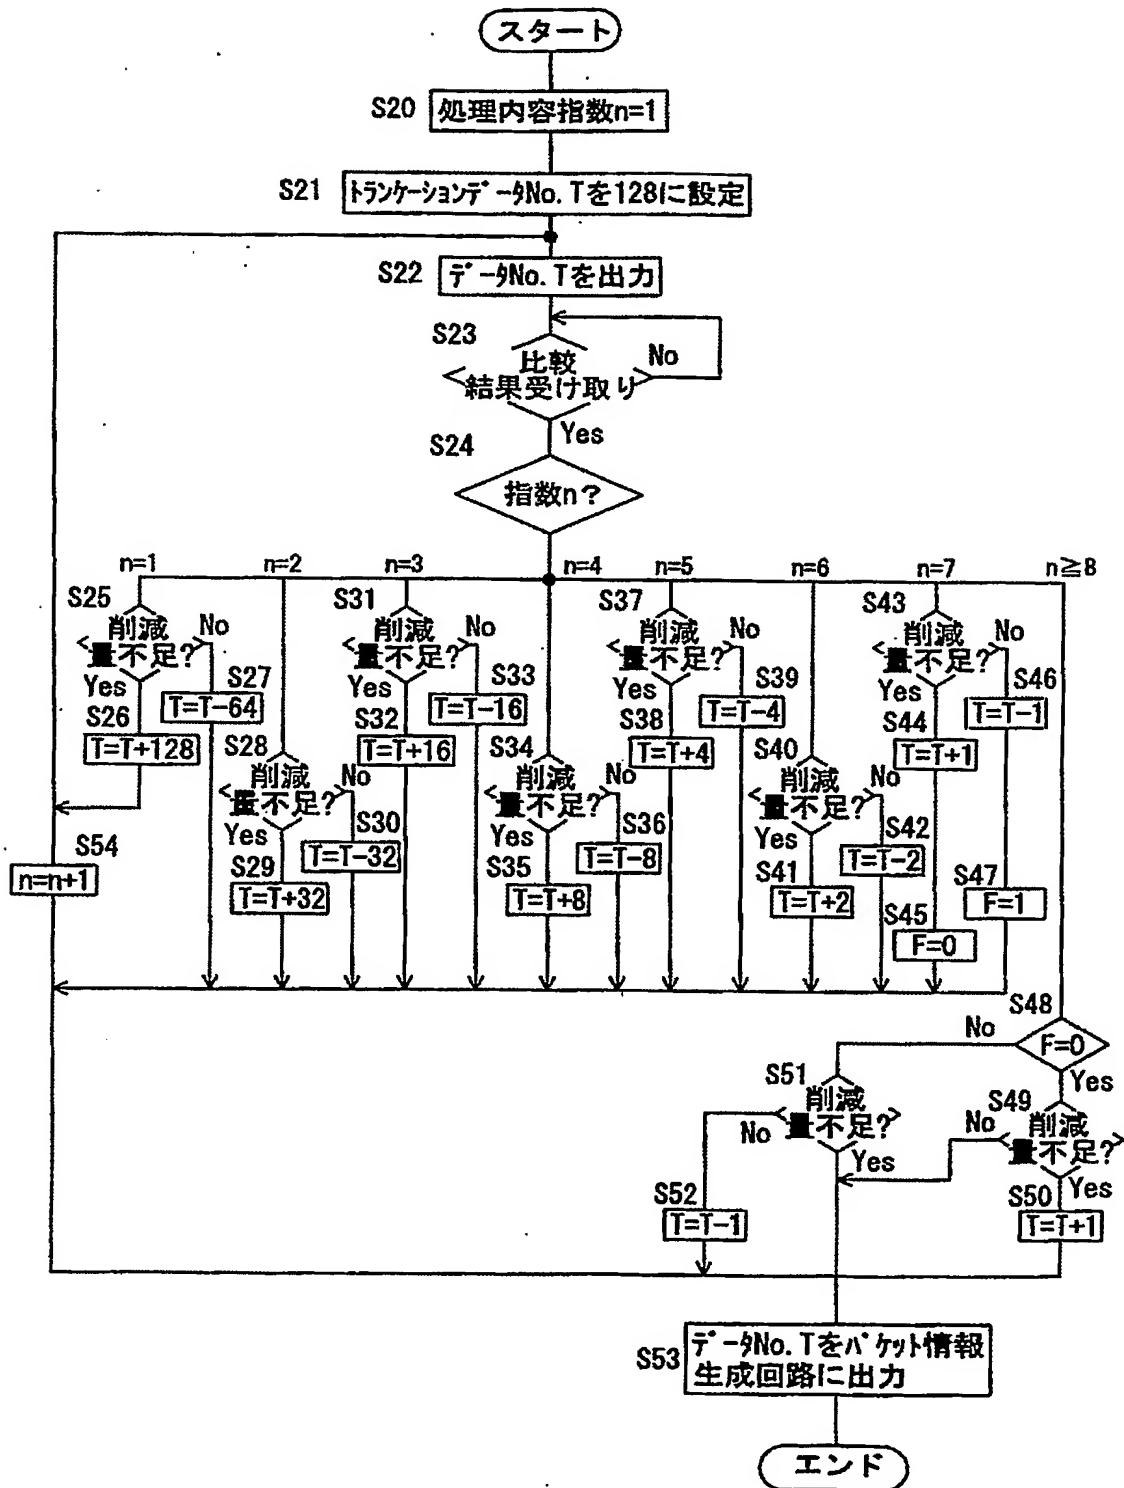 スタート
S20
処理内容指数n=1
S21
トランケーションデータNo.Tを128に設定
S22
データNo.Tを出力
S23
比較
結果受け取り
No
Yes
S24
指数n?
n=1
n=2
n=3
n=4
n=5
n=6
n=7
n≧8
S25
削減
量不足?
No
Yes
S26
T=T+128
S27
T=T-64
S28
削減
量不足?
No
Yes
S29
T=T+32
S30
T=T-32
S31
削減
量不足?
No
Yes
S32
T=T+16
S33
T=T-16
S34
削減
量不足?
No
Yes
S35
T=T+8
S36
T=T-8
S37
削減
量不足?
No
Yes
S38
T=T+4
S39
T=T-4
S40
削減
量不足?
No
Yes
S41
T=T+2
S42
T=T-2
S43
削減
量不足?
No
Yes
S44
T=T+1
S45
F=0
S46
T=T-1
S47
F=1
S54
n=n+1
S48
F=0
No
Yes
S49
削減
量不足?
No
Yes
S50
T=T+1
S51
削減
量不足?
No
Yes
S52
T=T-1
S53
データNo.Tをパケット情報
生成回路に出力
エンド